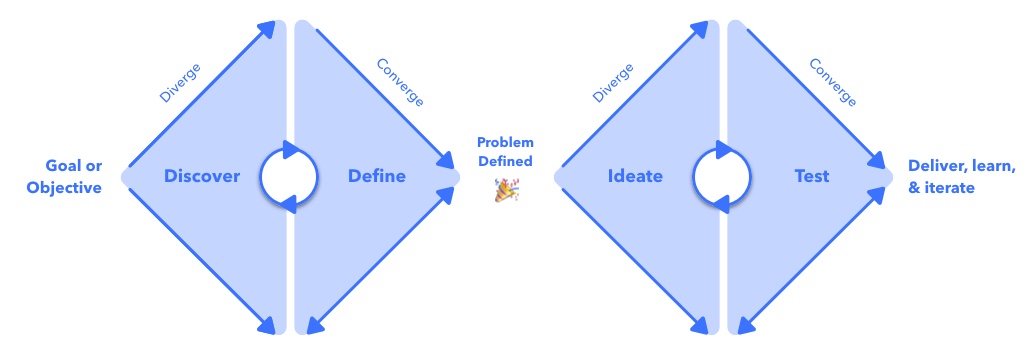 Diverge
Converge
Goal or
Objective
Discover
Define
Problem
Defined
Diverge
Converge
Ideate
Test
Deliver, learn,
& iterate